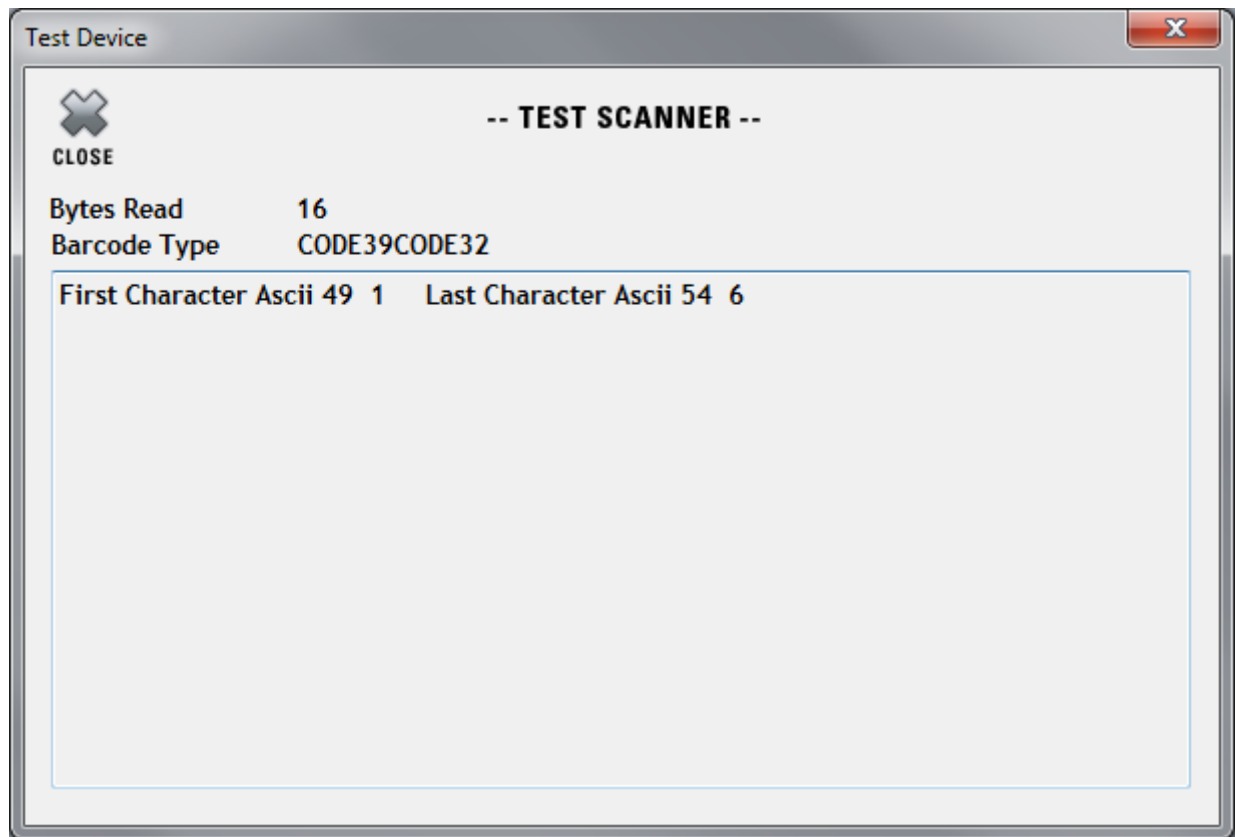 Test Device
-- TEST SCANNER --
CLOSE
Bytes Read 16
Barcode Type CODE39CODE32
First Character Ascii 49 1 Last Character Ascii 54 6